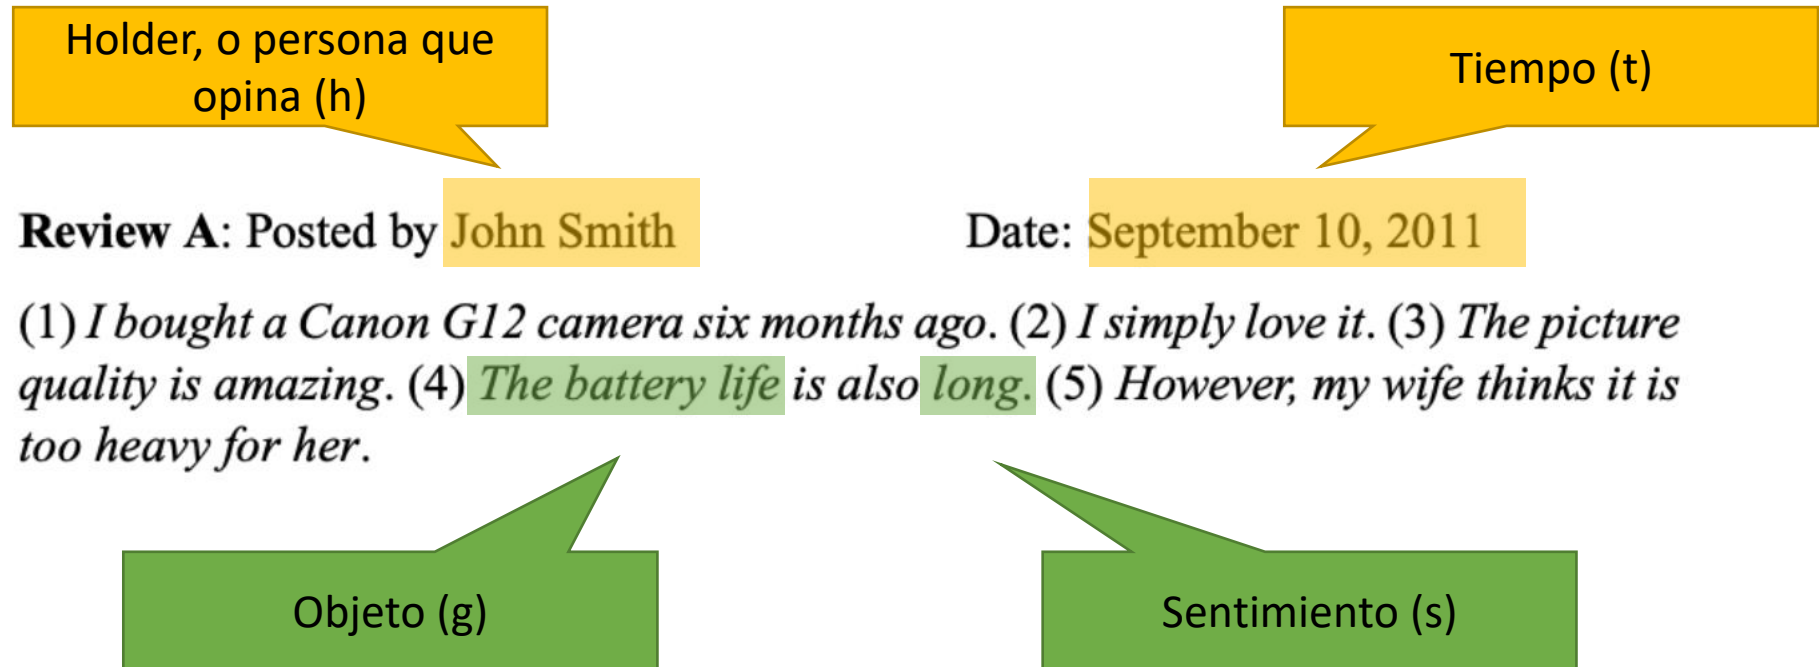 Holder, o persona que
opina (h)
Tiempo (t)
Review A: Posted by John Smith Date: September 10, 2011
(1) I bought a Canon G12 camera six months ago. (2) I simply love it. (3) The picture
quality is amazing. (4) The battery life is also long. (5) However, my wife thinks it is
too heavy for her.
Objeto (g)
Sentimiento (s)